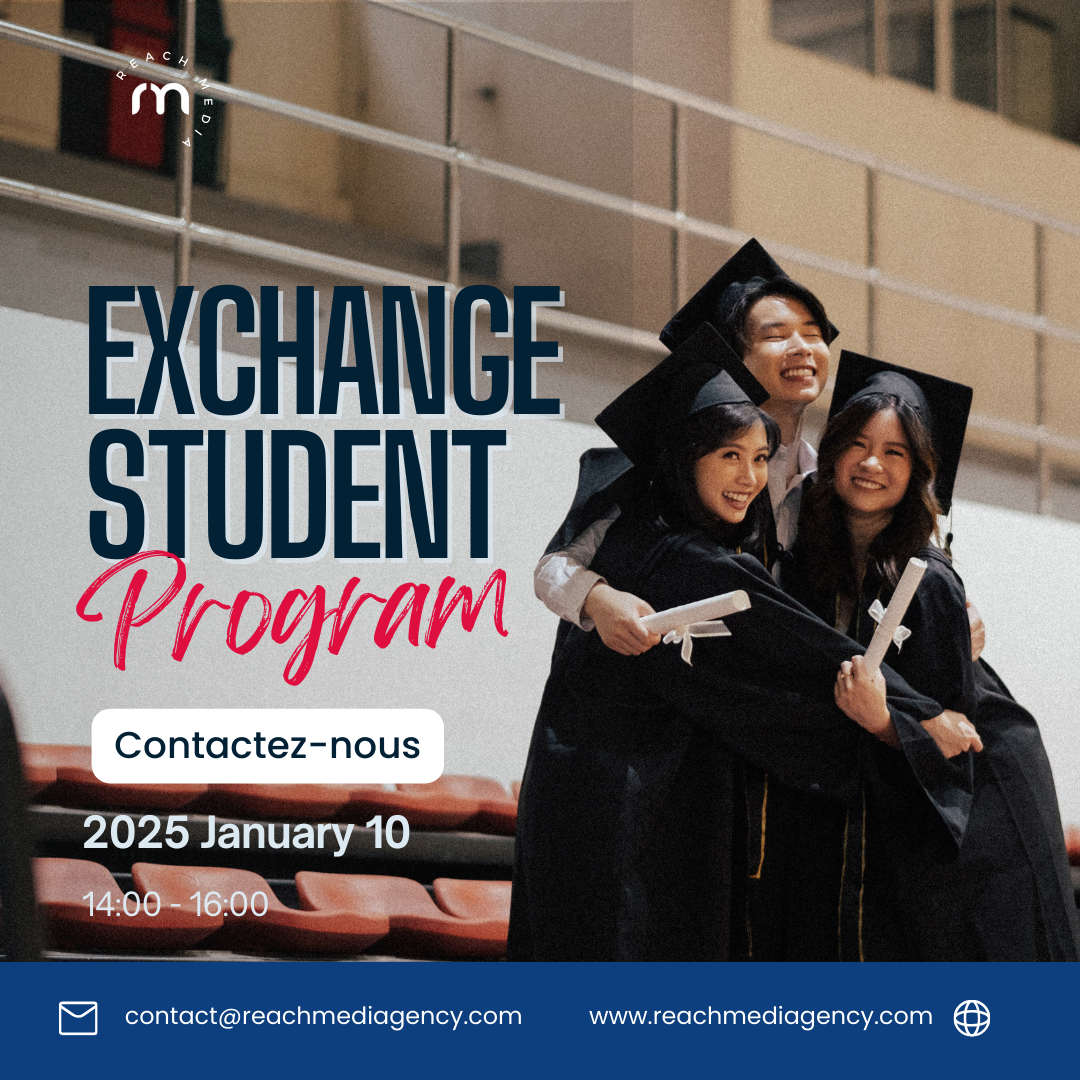 REACH MEDIA
m
EXCHANGE
STUDENT
Program
Contactez-nous
2025 January 10
14:00 - 16:00
contact@reachmediagency.com www.reachmediagency.com